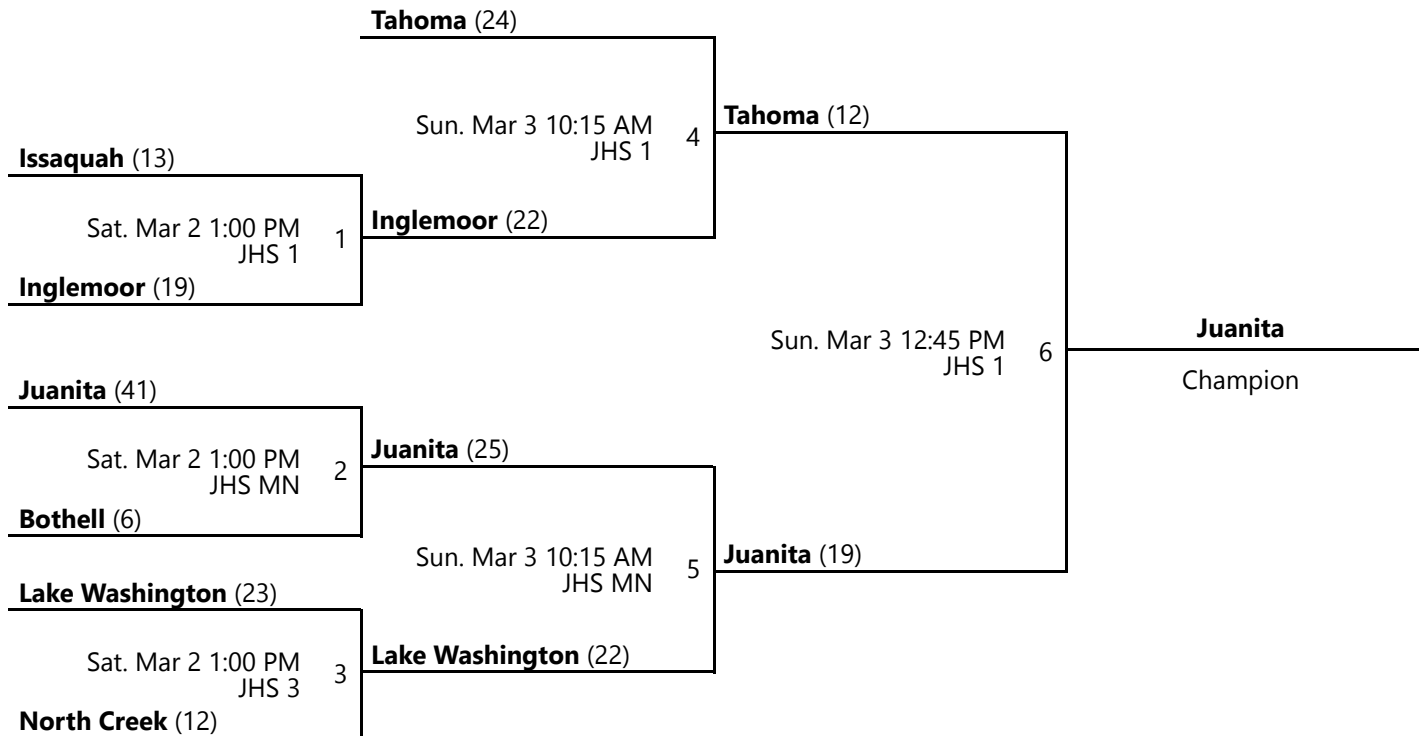 Tahoma (24)
Sun. Mar 3 10:15 AM
JHS 1
4
Tahoma (12)
Issaquah (13)
Sat. Mar 2 1:00 PM
JHS 1
1
Inglemoor (22)
Inglemoor (19)
Sun. Mar 3 12:45 PM
JHS 1
6
Juanita
Champion
Juanita (41)
Sat. Mar 2 1:00 PM
JHS MN
2
Juanita (25)
Bothell (6)
Sun. Mar 3 10:15 AM
JHS MN
5
Juanita (19)
Lake Washington (23)
Sat. Mar 2 1:00 PM
JHS 3
3
Lake Washington (22)
North Creek (12)